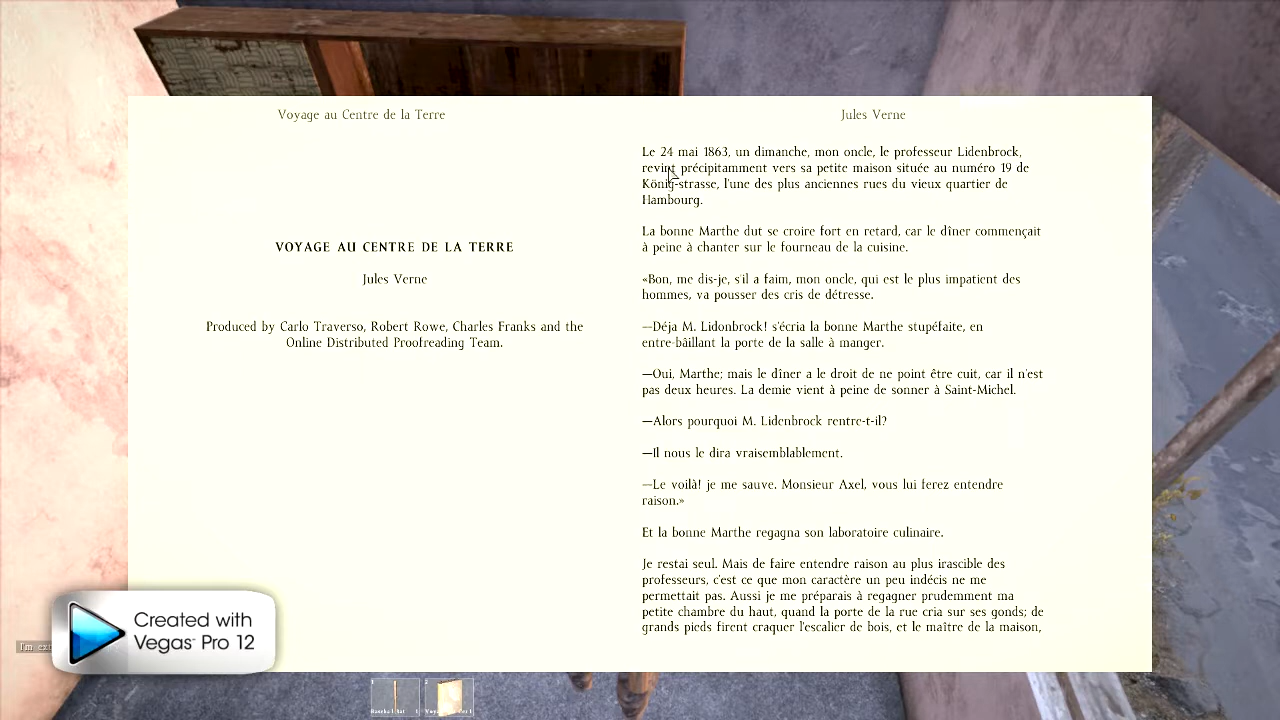 Voyage au Centre de la Terre
VOYAGE AU CENTRE DE LA TERRE
Jules Verne
Produced by Carlo Traverso, Robert Rowe, Charles Franks and the
Online Distributed Proofreading Team.
Jules Verne
Le 24 mai 1863, un dimanche, mon oncle, le professeur Lidenbrock,
revint précipitamment vers sa petite maison située au numéro 19 de
König-strasse, l'une des plus anciennes rues du vieux quartier de
Hambourg.
La bonne Marthe dut se croire fort en retard, car le dîner commençait
à peine à chanter sur le fourneau de la cuisine.
«Bon, me dis-je, s'il a faim, mon oncle, qui est le plus impatient des
hommes, va pousser des cris de détresse.
—Déja M. Lidonbrock! s'écria la bonne Marthe stupéfaite, en
entre-bâillant la porte de la salle à manger.
—Oui, Marthe; mais le dîner a le droit de ne point être cuit, car il n'est
pas deux heures. La demie vient à peine de sonner à Saint-Michel.
—Alors pourquoi M. Lidenbrock rentre-t-il?
—Il nous le dira vraisemblablement.
—Le voilà! je me sauve. Monsieur Axel, vous lui ferez entendre
raison.»
Et la bonne Marthe regagna son laboratoire culinaire.
Je restai seul. Mais de faire entendre raison au plus irascible des
professeurs, c'est ce que mon caractère un peu indécis ne me
permettait pas. Aussi je me préparais à regagner prudemment ma
petite chambre du haut, quand la porte de la rue cria sur ses gonds; de
grands pieds firent craquer l'escalier de bois, et le maître de la maison,
Created with
Vegas™ Pro 12
I'm
1
2
Baseball Bat 1